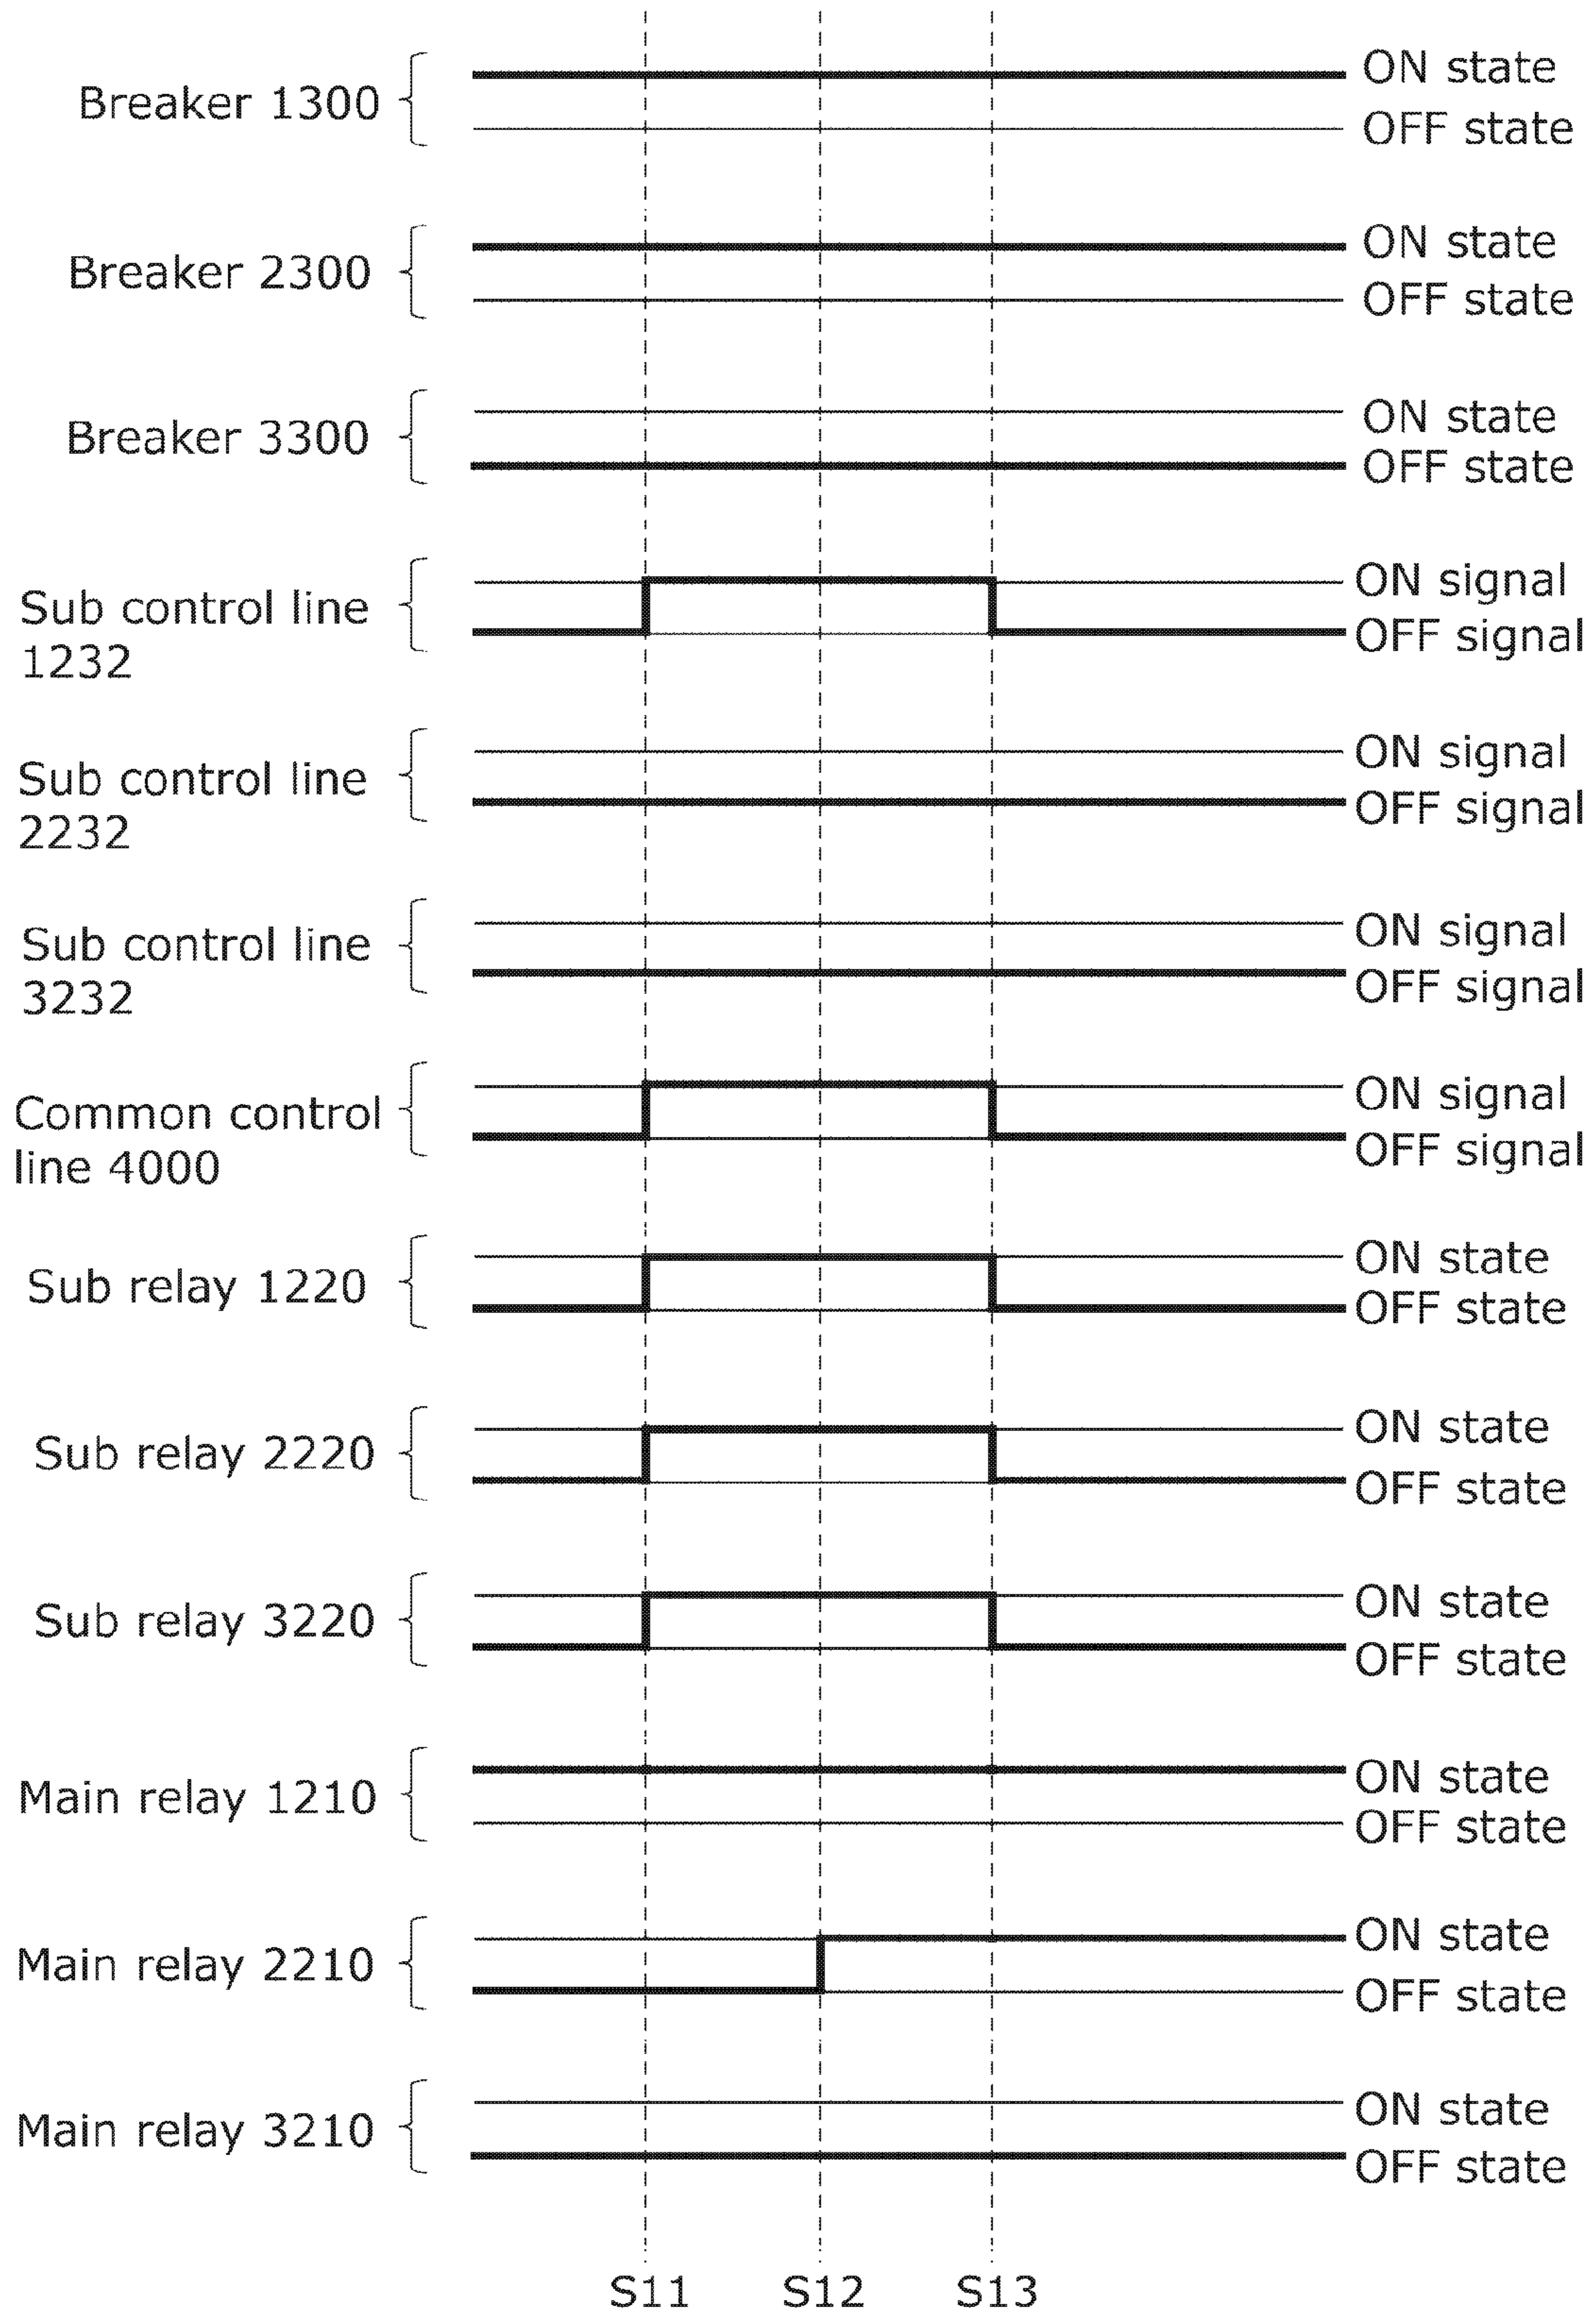 Breaker 1300
ON state
OFF state
Breaker 2300
ON state
OFF state
Breaker 3300
ON state
OFF state
Sub control line
1232
ON signal
OFF signal
Sub control line
2232
ON signal
OFF signal
Sub control line
3232
ON signal
OFF signal
Common control
line 4000
ON signal
OFF signal
Sub relay 1220
ON state
OFF state
Sub relay 2220
ON state
OFF state
Sub relay 3220
ON state
OFF state
Main relay 1210
ON state
OFF state
Main relay 2210
ON state
OFF state
Main relay 3210
ON state
OFF state
S11 S12 S13